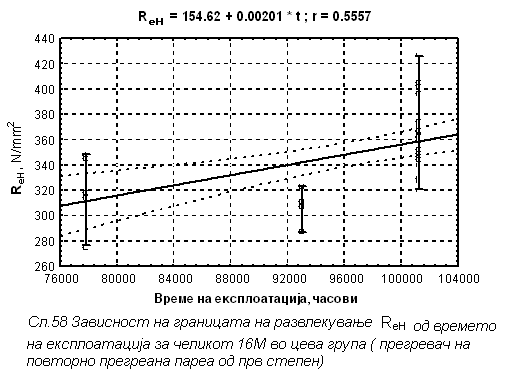 ReH = 154.62 + 0.00201 * t ; r = 0.5557
440
420
400
380
360
340
320
300
280
260
ReH, N/mm²
76000 80000 84000 88000 92000 96000 100000 104000
Време на експлоатација, часови
Сл.58 Зависност на границата на развлекување ReH од времето
на експлоатација за челикот 16М во цева група ( прегревач на
повторно прегреана пареа од прв степен)